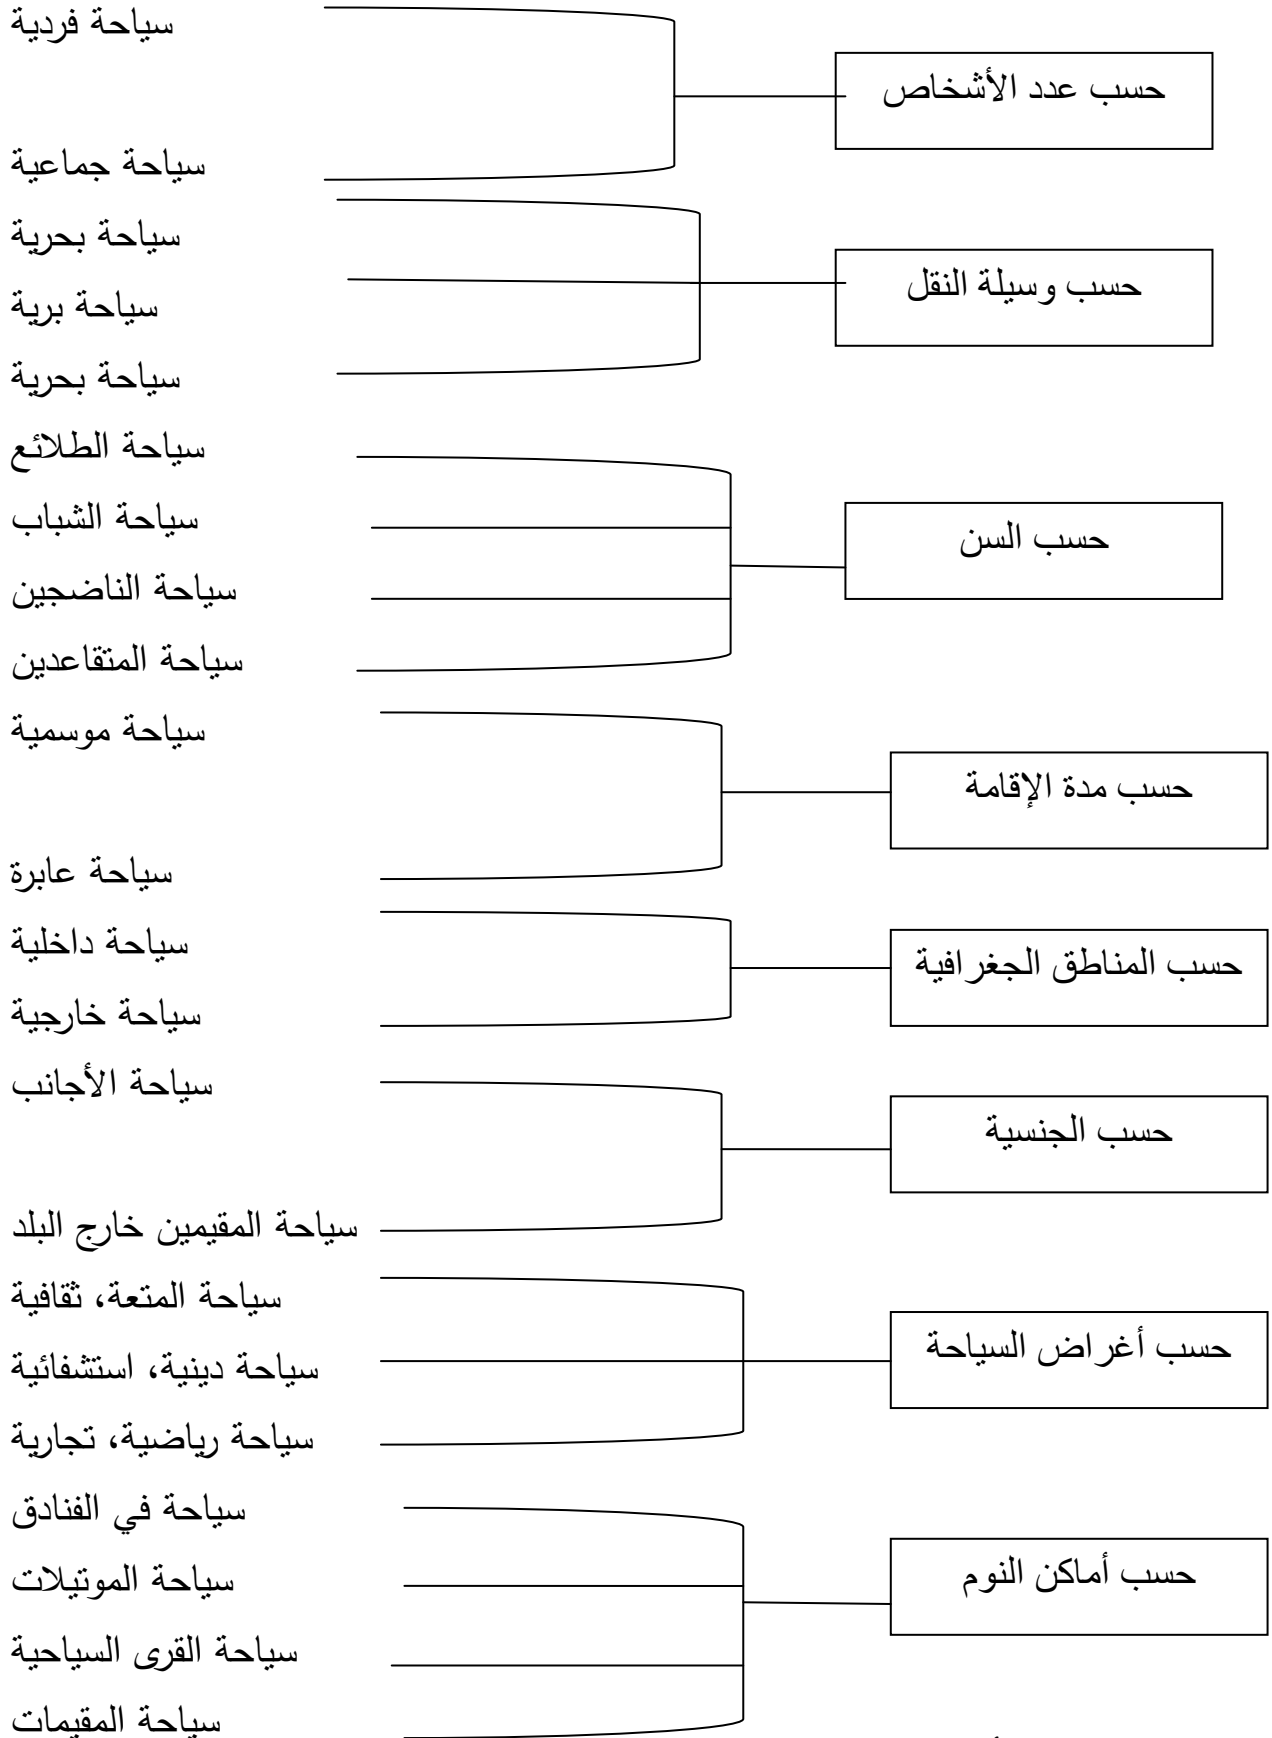 حسب عدد الأشخاص
سياحة فردية
سياحة جماعية
حسب وسيلة النقل
سياحة بحرية
سياحة برية
سياحة بحرية
حسب السن
سياحة الطلائع
سياحة الشباب
سياحة الناضجين
سياحة المتقاعدين
حسب مدة الإقامة
سياحة موسمية
سياحة عابرة
حسب المناطق الجغرافية
سياحة داخلية
سياحة خارجية
حسب الجنسية
سياحة الأجانب
سياحة المقيمين خارج البلد
حسب أغراض السياحة
سياحة المتعة، ثقافية
سياحة دينية، استشفائية
سياحة رياضية، تجارية
حسب أماكن النوم
سياحة في الفنادق
سياحة الموتيلات
سياحة القرى السياحية
سياحة المقيمات